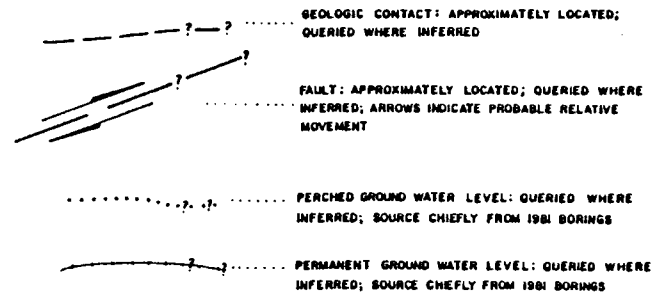 GEOLOGIC CONTACT: APPROXIMATELY LOCATED;
QUERIED WHERE INFERRED
? ?
FAULT: APPROXIMATELY LOCATED; QUERIED WHERE
INFERRED; ARROWS INDICATE PROBABLE RELATIVE
MOVEMENT
? ?
PERCHED GROUND WATER LEVEL: QUERIED WHERE
INFERRED; SOURCE CHIEFLY FROM 1981 BORINGS
? ?
PERMANENT GROUND WATER LEVEL: QUERIED WHERE
INFERRED; SOURCE CHEFLY FROM 1981 BORINGS
? ?